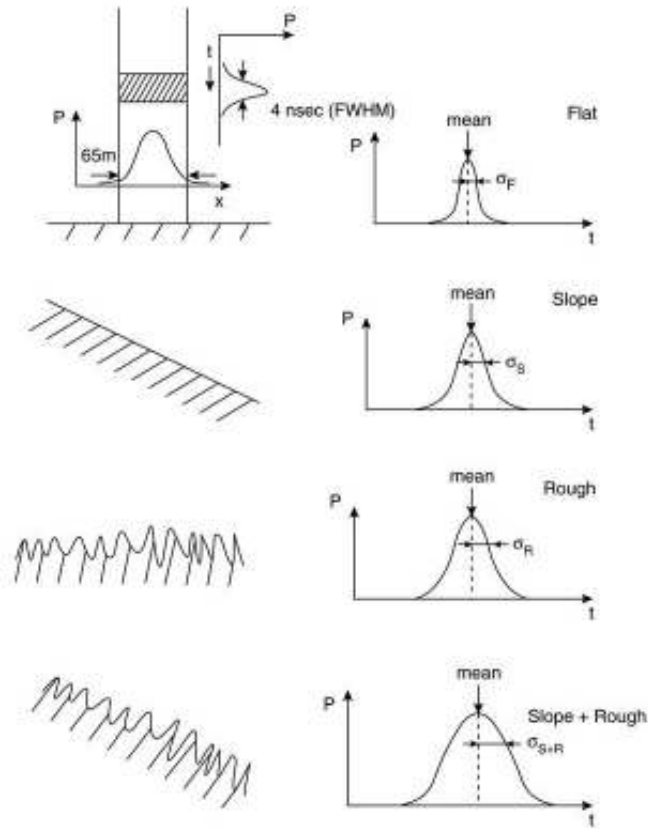 P
t
4 nsec (FWHM)
P
65m
x
mean
Flat
P
σF
t
mean
Slope
P
σS
t
mean
Rough
P
σR
t
mean
P
Slope + Rough
σS+R
t